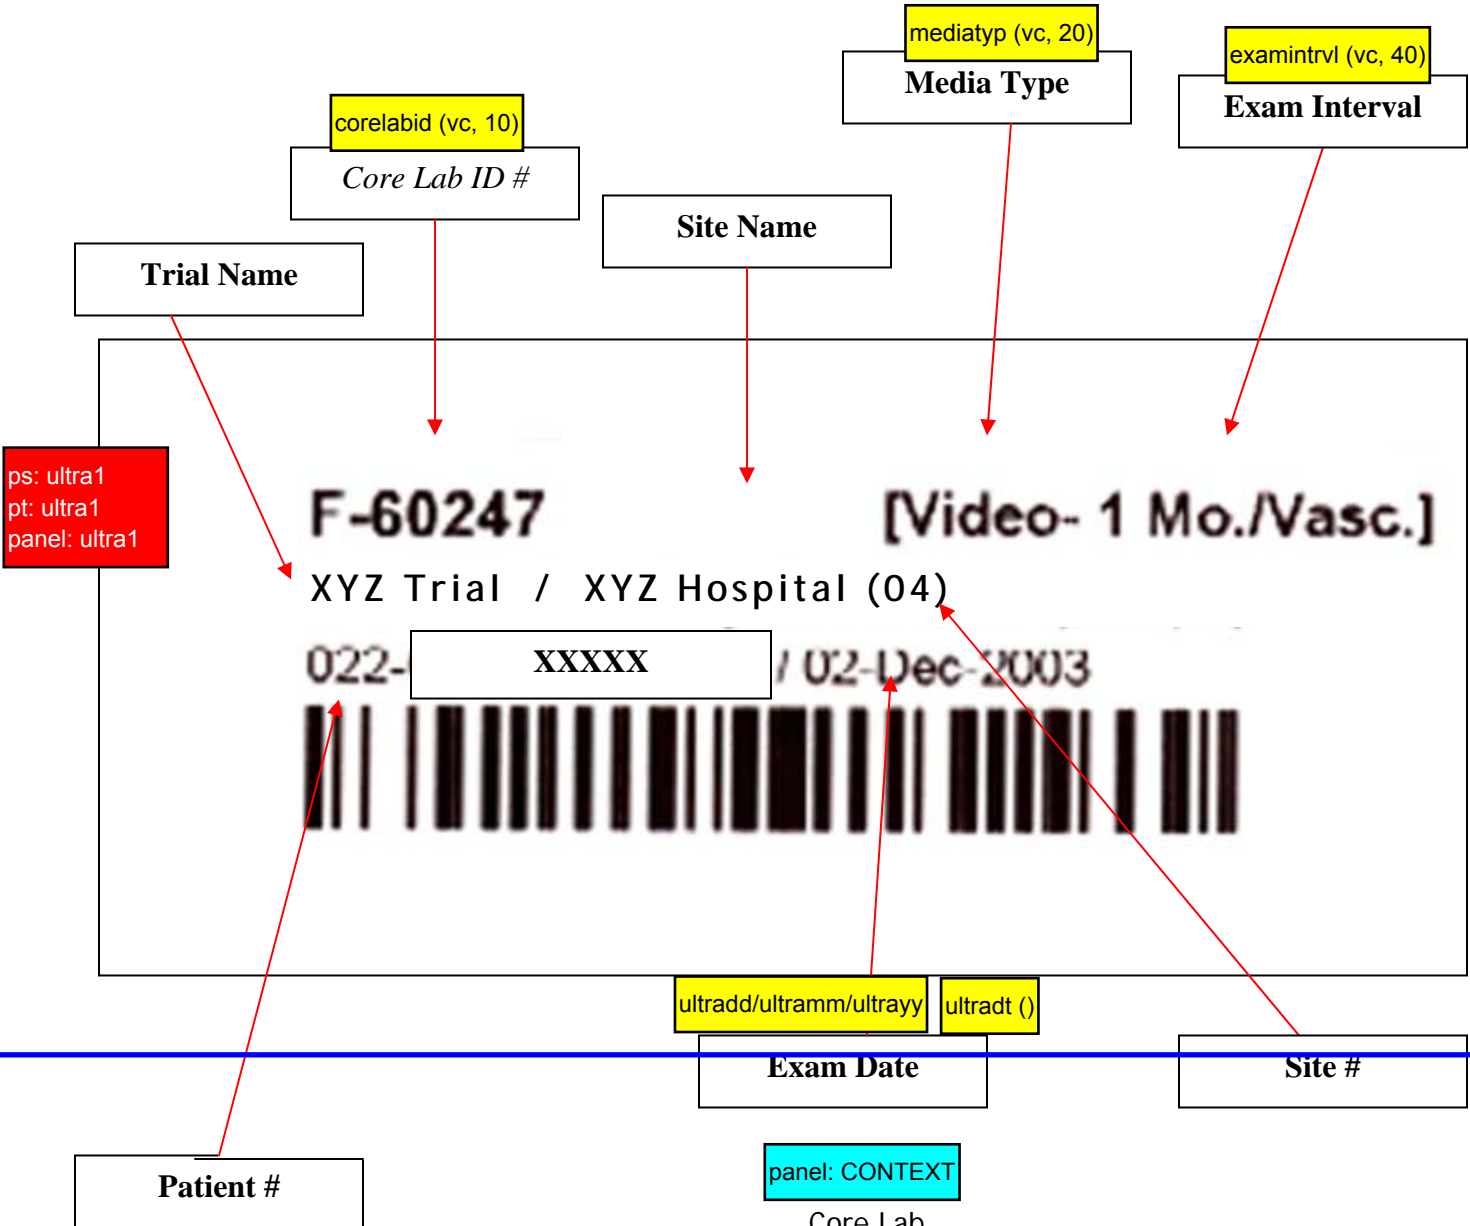 mediatyp (vc, 20)
Media Type
examintrvl (vc, 40)
Exam Interval
corelabid (vc, 10)
Core Lab ID #
Site Name
Trial Name
ps: ultra1
pt: ultra1
panel: ultra1
F-60247
[Video- 1 Mo./Vasc.]
XYZ Trial / XYZ Hospital (04)
022-
XXXXX
/ 02-Dec-2003
ultradd/ultramm/ultrayy
ultradt ()
Exam Date
Site #
Patient #
panel: CONTEXT
Core Lab